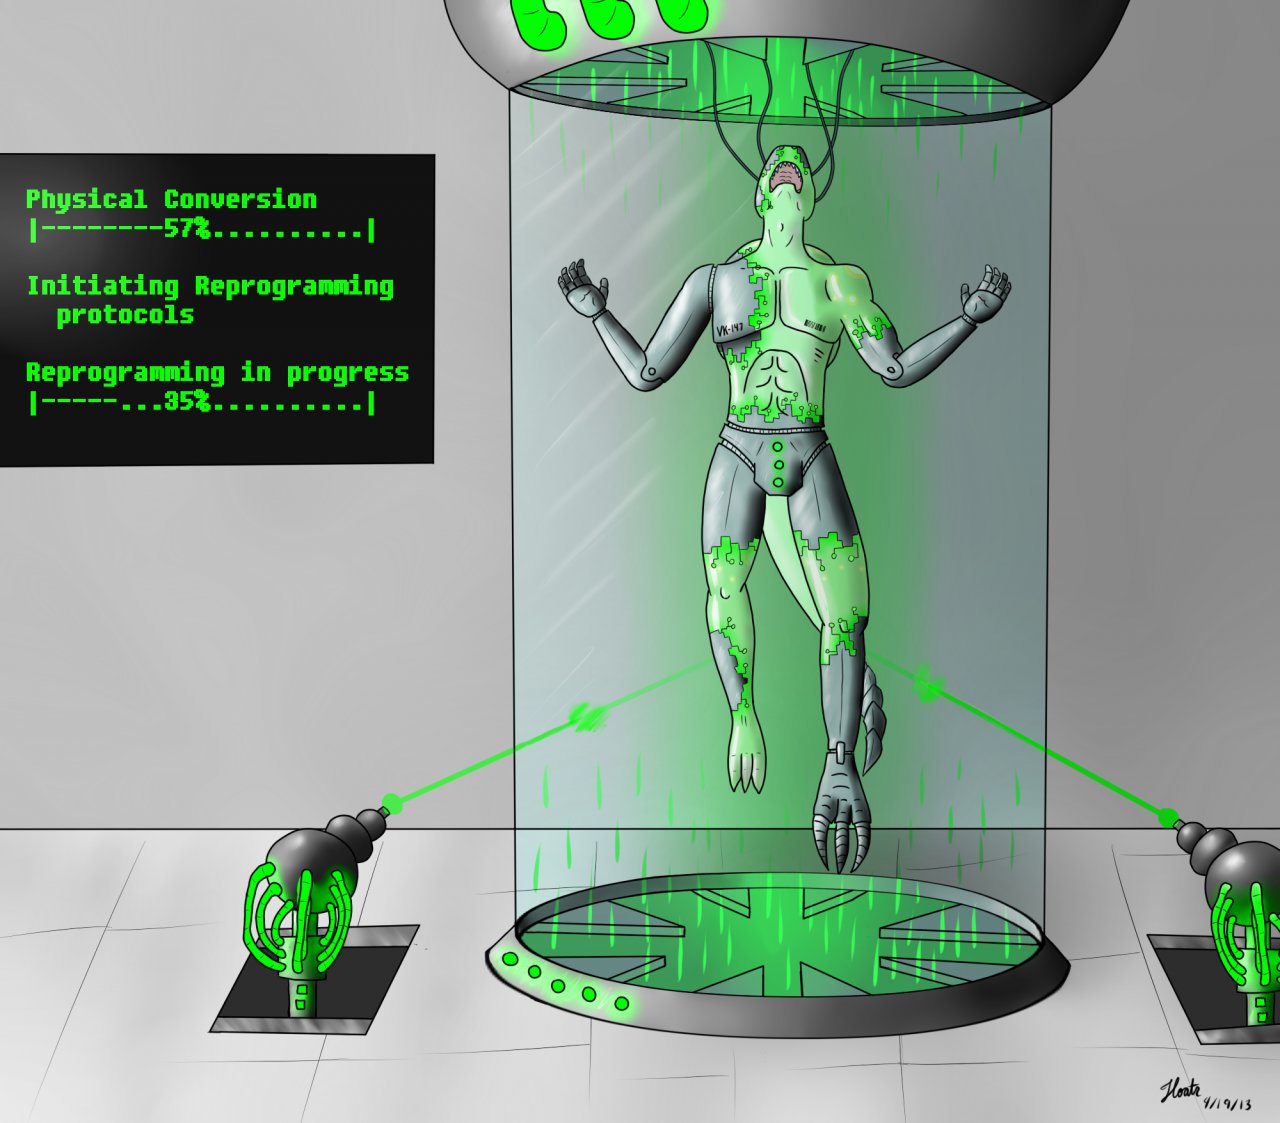 Physical Conversion
|--------57%..........|
Initiating Reprogramming
protocols
Reprogramming in progress
|-----...35%..........|
VK-147
4/19/13